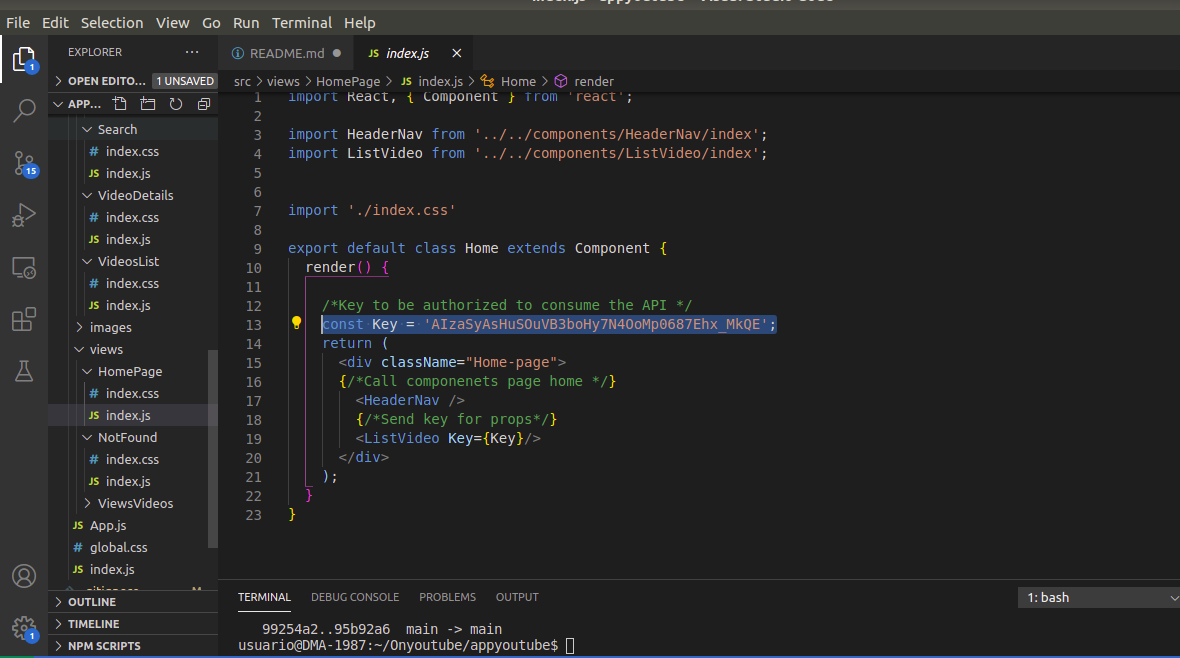 File Edit Selection View Go Run Terminal Help
EXPLORER ...
OPEN EDITO... 1 UNSAVED
APP...
Search
index.css
index.js
VideoDetails
index.css
index.js
VideosList
index.css
index.js
images
views
HomePage
index.css
index.js
NotFound
index.css
index.js
ViewsVideos
App.js
global.css
index.js
OUTLINE
TIMELINE
NPM SCRIPTS
1
15
1
README.md
JS index.js
src > views > HomePage > JS index.js > Home > render
1 import React, { Component } from 'react';
2
3 import HeaderNav from '../../components/HeaderNav/index';
4 import ListVideo from '../../components/ListVideo/index';
5
6
7 import './index.css'
8
9 export default class Home extends Component {
10 render() {
11
12 /*Key to be authorized to consume the API */
13 const Key = 'AIzaSyAsHuSOuVB3boHy7N4OoMp0687Ehx_MkQE';
14 return (
15 <div className="Home-page">
16 {/*Call componenets page home */}
17 <HeaderNav />
18 {/*Send key for props*/}
19 <ListVideo Key={Key}/>
20 </div>
21 );
22 }
23 }
TERMINAL DEBUG CONSOLE PROBLEMS OUTPUT 1: bash
99254a2..95b92a6 main -> main
usuario@DMA-1987:~/Onyoutube/appyoutube$